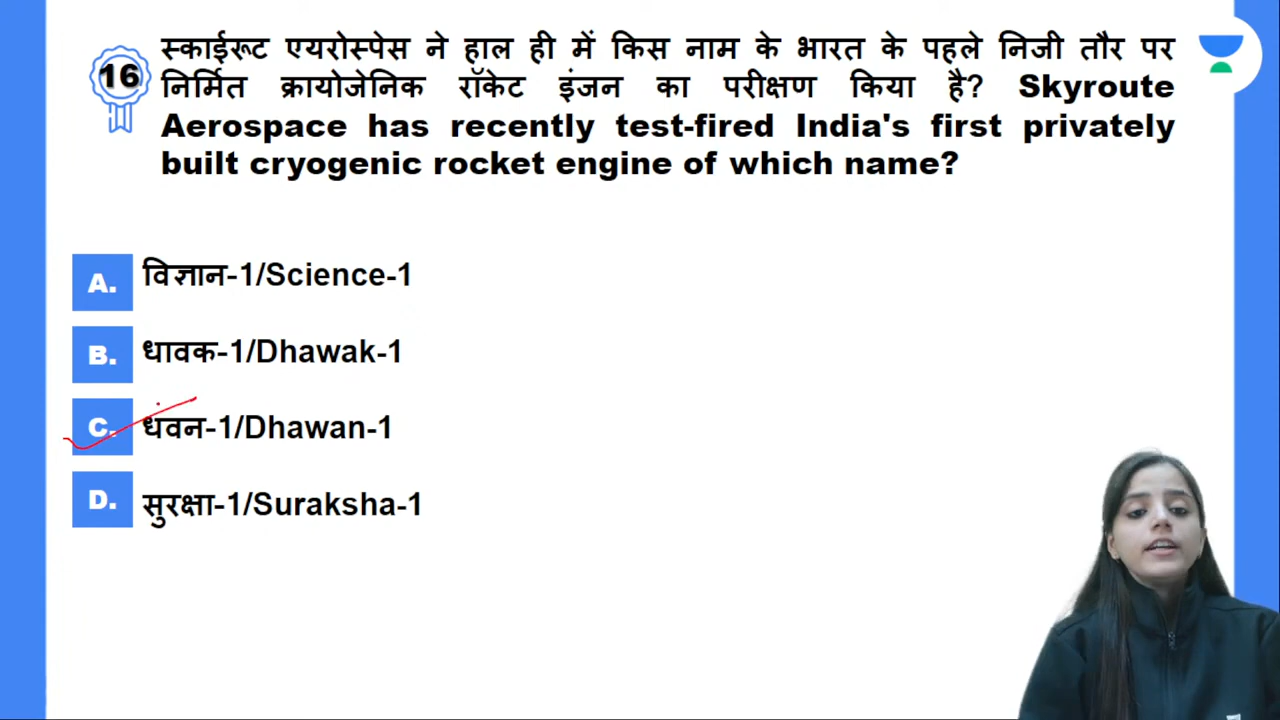 16
स्काईरूट एयरोस्पेस ने हाल ही में किस नाम के भारत के पहले निजी तौर पर
निर्मित क्रायोजेनिक रॉकेट इंजन का परीक्षण किया है? Skyroute
Aerospace has recently test-fired India's first privately
built cryogenic rocket engine of which name?
A. विज्ञान-1/Science-1
B. धावक-1/Dhawak-1
C. धवन-1/Dhawan-1
D. सुरक्षा-1/Suraksha-1